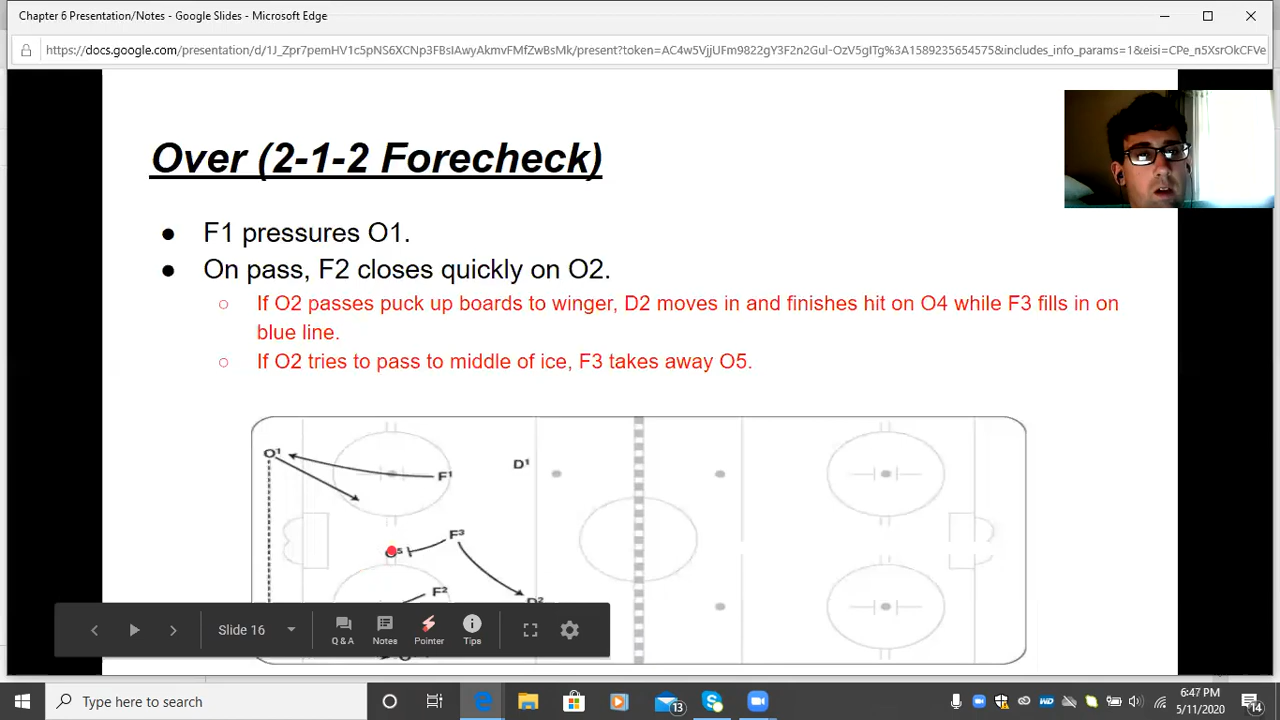 Chapter 6 Presentation/Notes - Google Slides - Microsoft Edge
https://docs.google.com/presentation/d/1J_Zpr7pemHV1c5pNS6XCNp3FBsIAwyAkmvFMfZwBsMk/present?token=AC4w5VjjUFm9822gY3F2n2Gul-OzV5gITg%3A1589235654575&includes_info_params=1&eisi=CPe_n5XsrOkCFVe
Over (2-1-2 Forecheck)
● F1 pressures O1.
● On pass, F2 closes quickly on O2.
○ If O2 passes puck up boards to winger, D2 moves in and finishes hit on O4 while F3 fills in on
blue line.
○ If O2 tries to pass to middle of ice, F3 takes away O5.
O1
D1
F1
F3
F2
D2
Slide 16
Q & A
Notes
Pointer
Tips
Type here to search
13
6:47 PM
5/11/2020
14